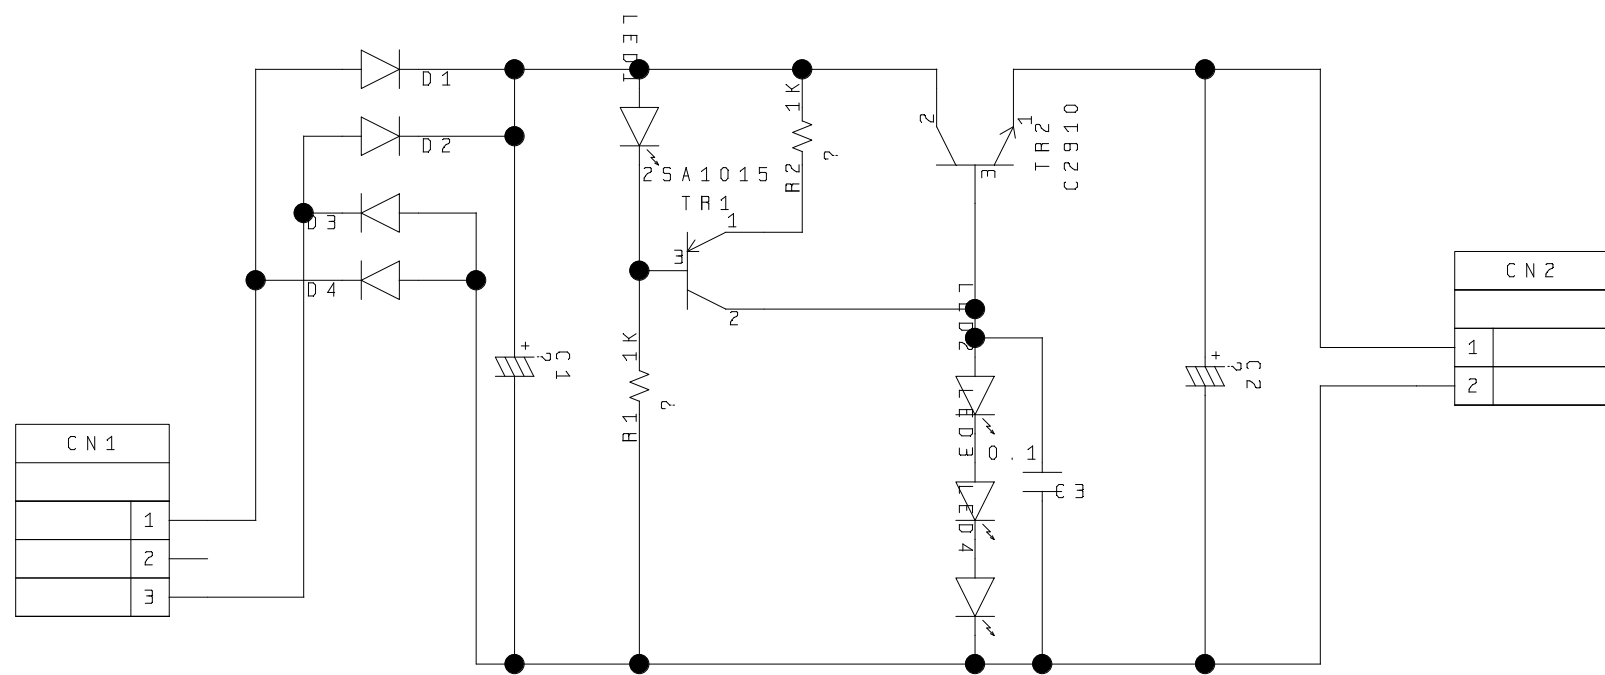 LED1
D1
1K
2
1
TR2
C2910
D2
?
3
2SA1015
R2
TR1
D3
1
3
CN2
D4
LED2
2
1K
+
?
C1
+
?
C2
1
2
?
R1
LED3
CN1
0.1
C3
LED4
1
2
3